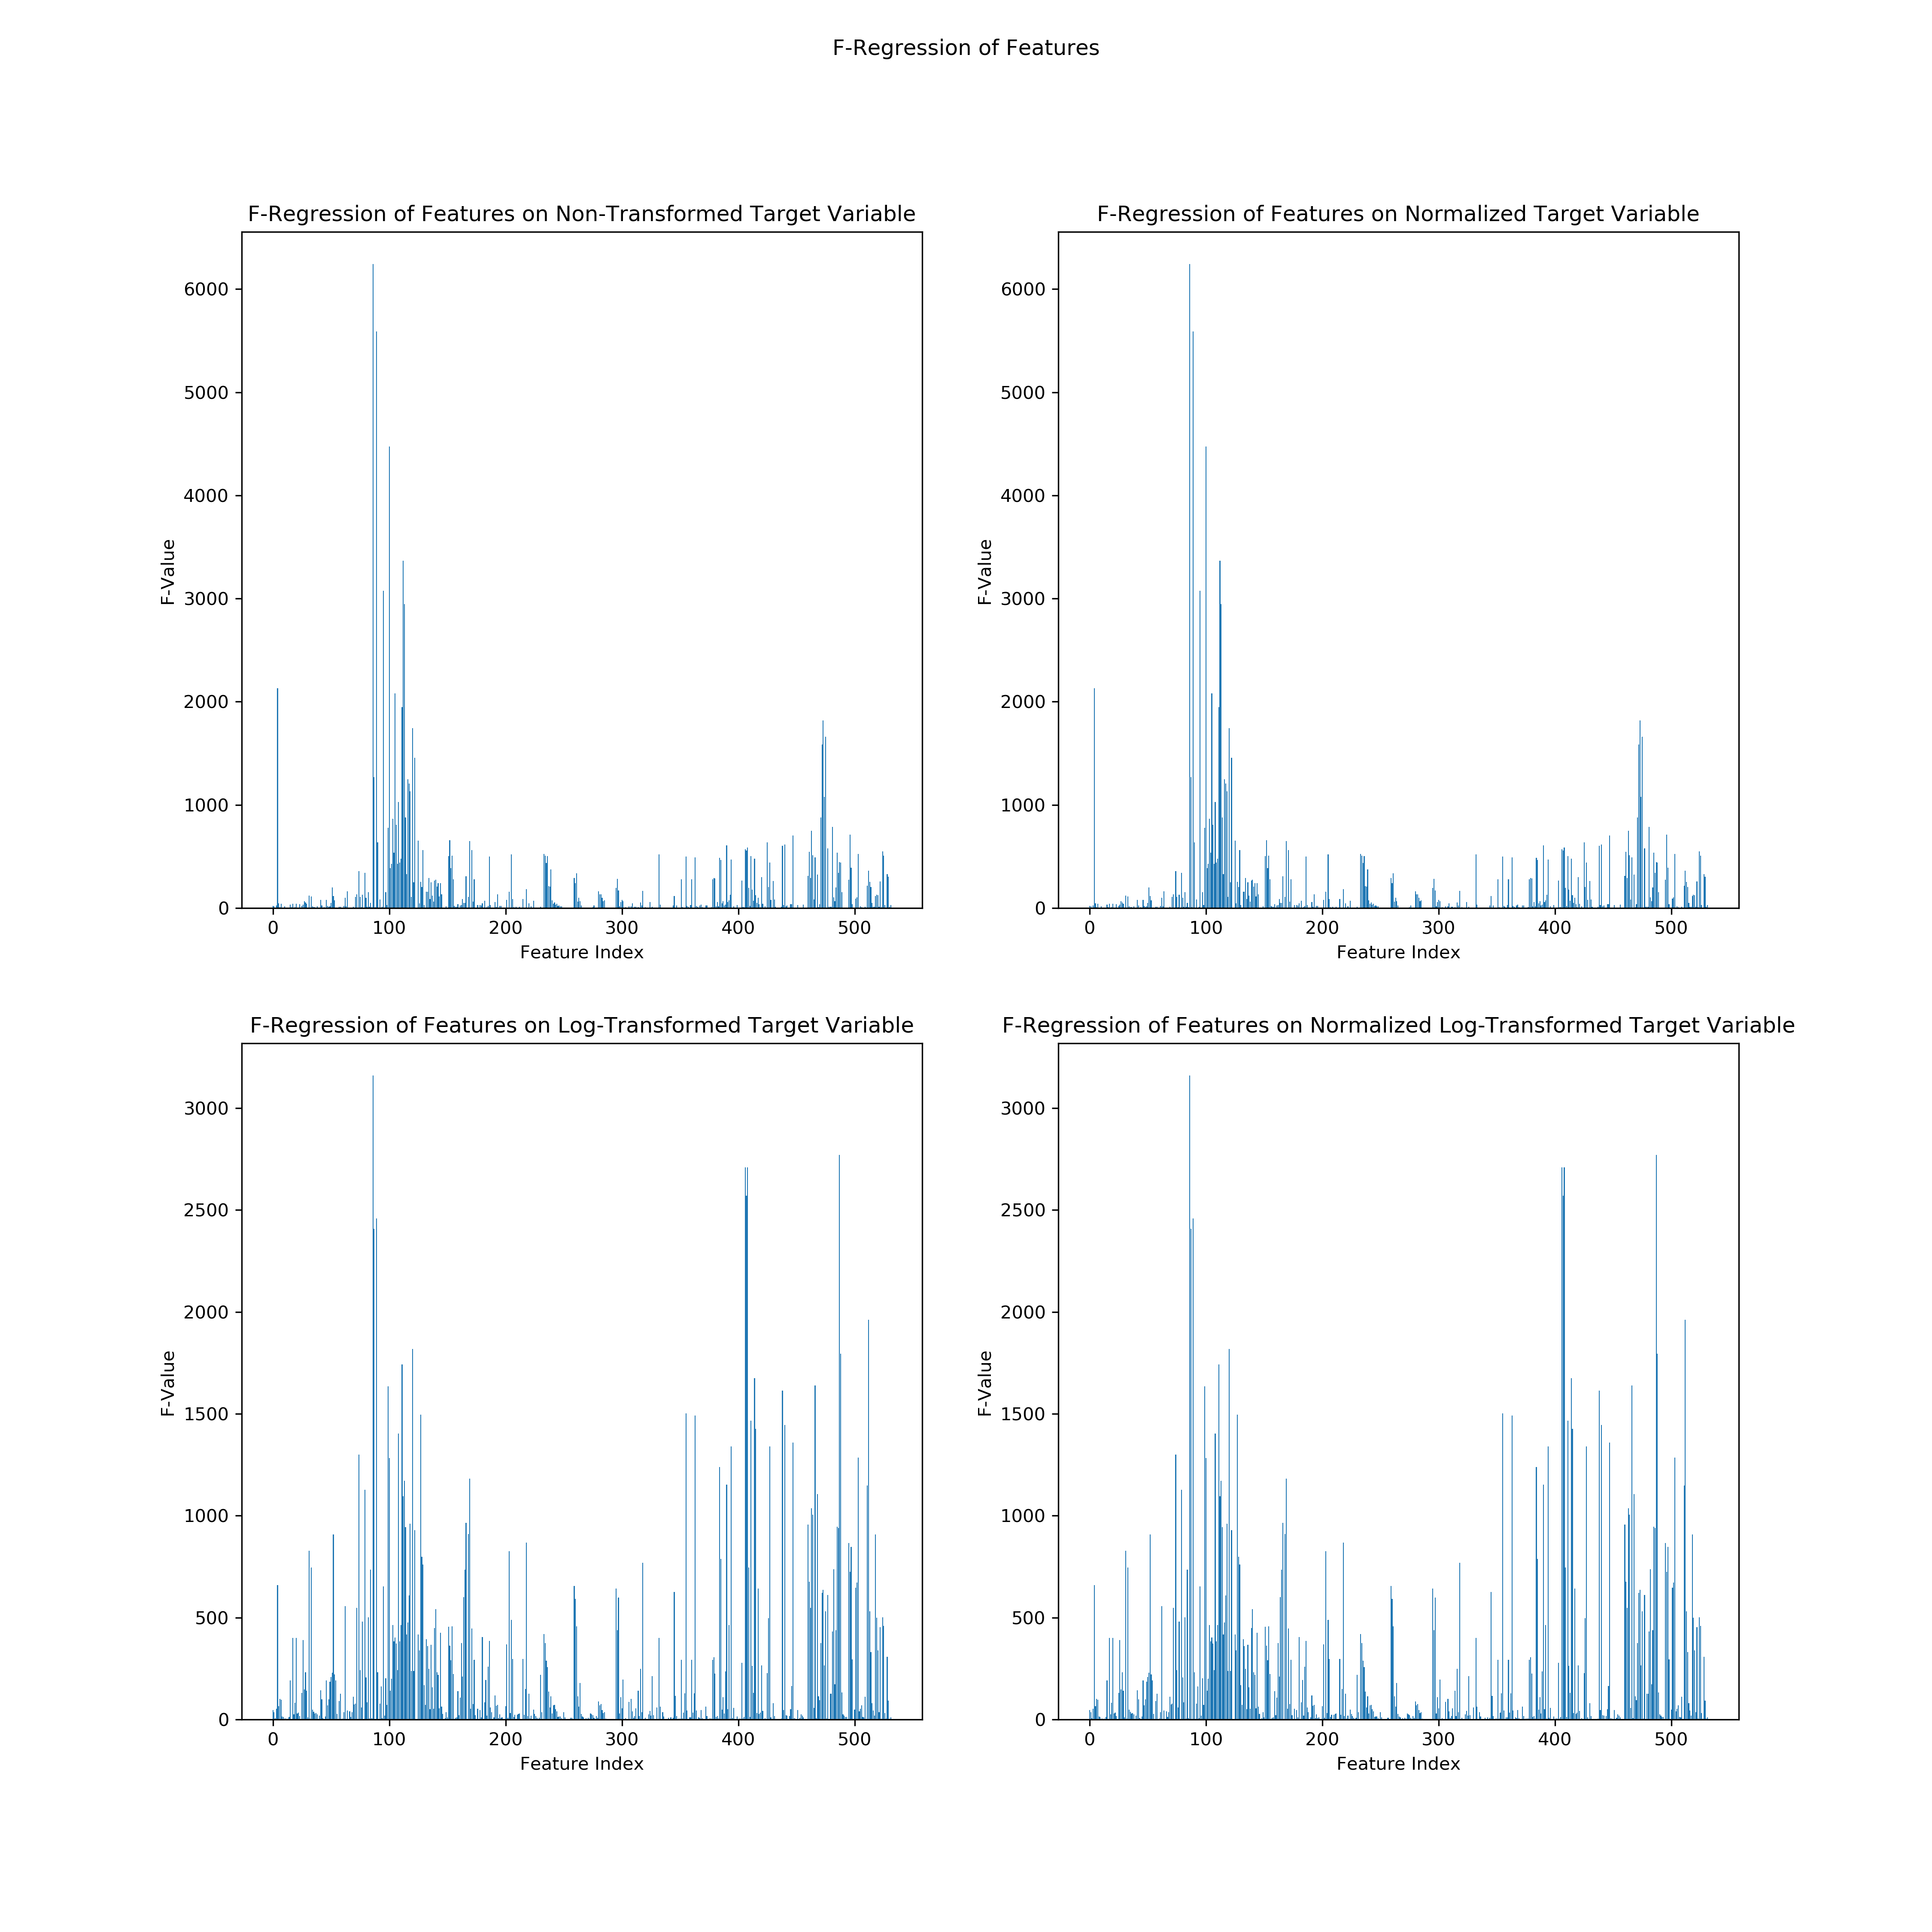 F-Regression of Features
F-Regression of Features on Non-Transformed Target Variable
F-Value
6000
5000
4000
3000
2000
1000
0
0 100 200 300 400 500
Feature Index
F-Regression of Features on Normalized Target Variable
F-Value
6000
5000
4000
3000
2000
1000
0
0 100 200 300 400 500
Feature Index
F-Regression of Features on Log-Transformed Target Variable
F-Value
3000
2500
2000
1500
1000
500
0
0 100 200 300 400 500
Feature Index
F-Regression of Features on Normalized Log-Transformed Target Variable
F-Value
3000
2500
2000
1500
1000
500
0
0 100 200 300 400 500
Feature Index